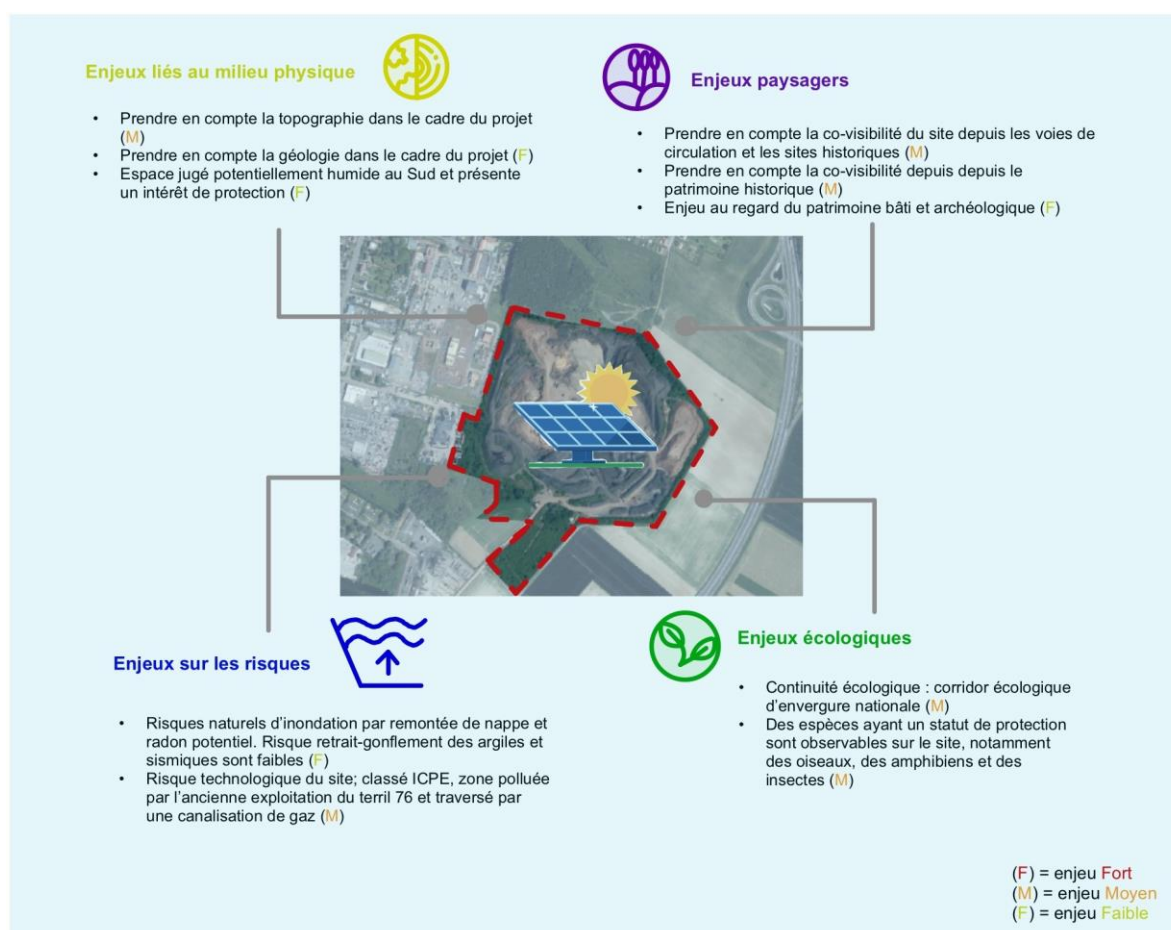 Enjeux liés au milieu physique
• Prendre en compte la topographie dans le cadre du projet
(M)
• Prendre en compte la géologie dans le cadre du projet (F)
• Espace jugé potentiellement humide au Sud et présente
un intérêt de protection (F)
Enjeux paysagers
• Prendre en compte la co-visibilité du site depuis les voies de
circulation et les sites historiques (M)
• Prendre en compte la co-visibilité depuis depuis le
patrimoine historique (M)
• Enjeu au regard du patrimoine bâti et archéologique (F)
Enjeux sur les risques
• Risques naturels d'inondation par remontée de nappe et
radon potentiel. Risque retrait-gonflement des argiles et
sismiques sont faibles (F)
• Risque technologique du site; classé ICPE, zone polluée
par l'ancienne exploitation du terril 76 et traversé par
une canalisation de gaz (M)
Enjeux écologiques
• Continuité écologique : corridor écologique
d'envergure nationale (M)
• Des espèces ayant un statut de protection
sont observables sur le site, notamment
des oiseaux, des amphibiens et des
insectes (M)
(F) = enjeu Fort
(M) = enjeu Moyen
(F) = enjeu Faible